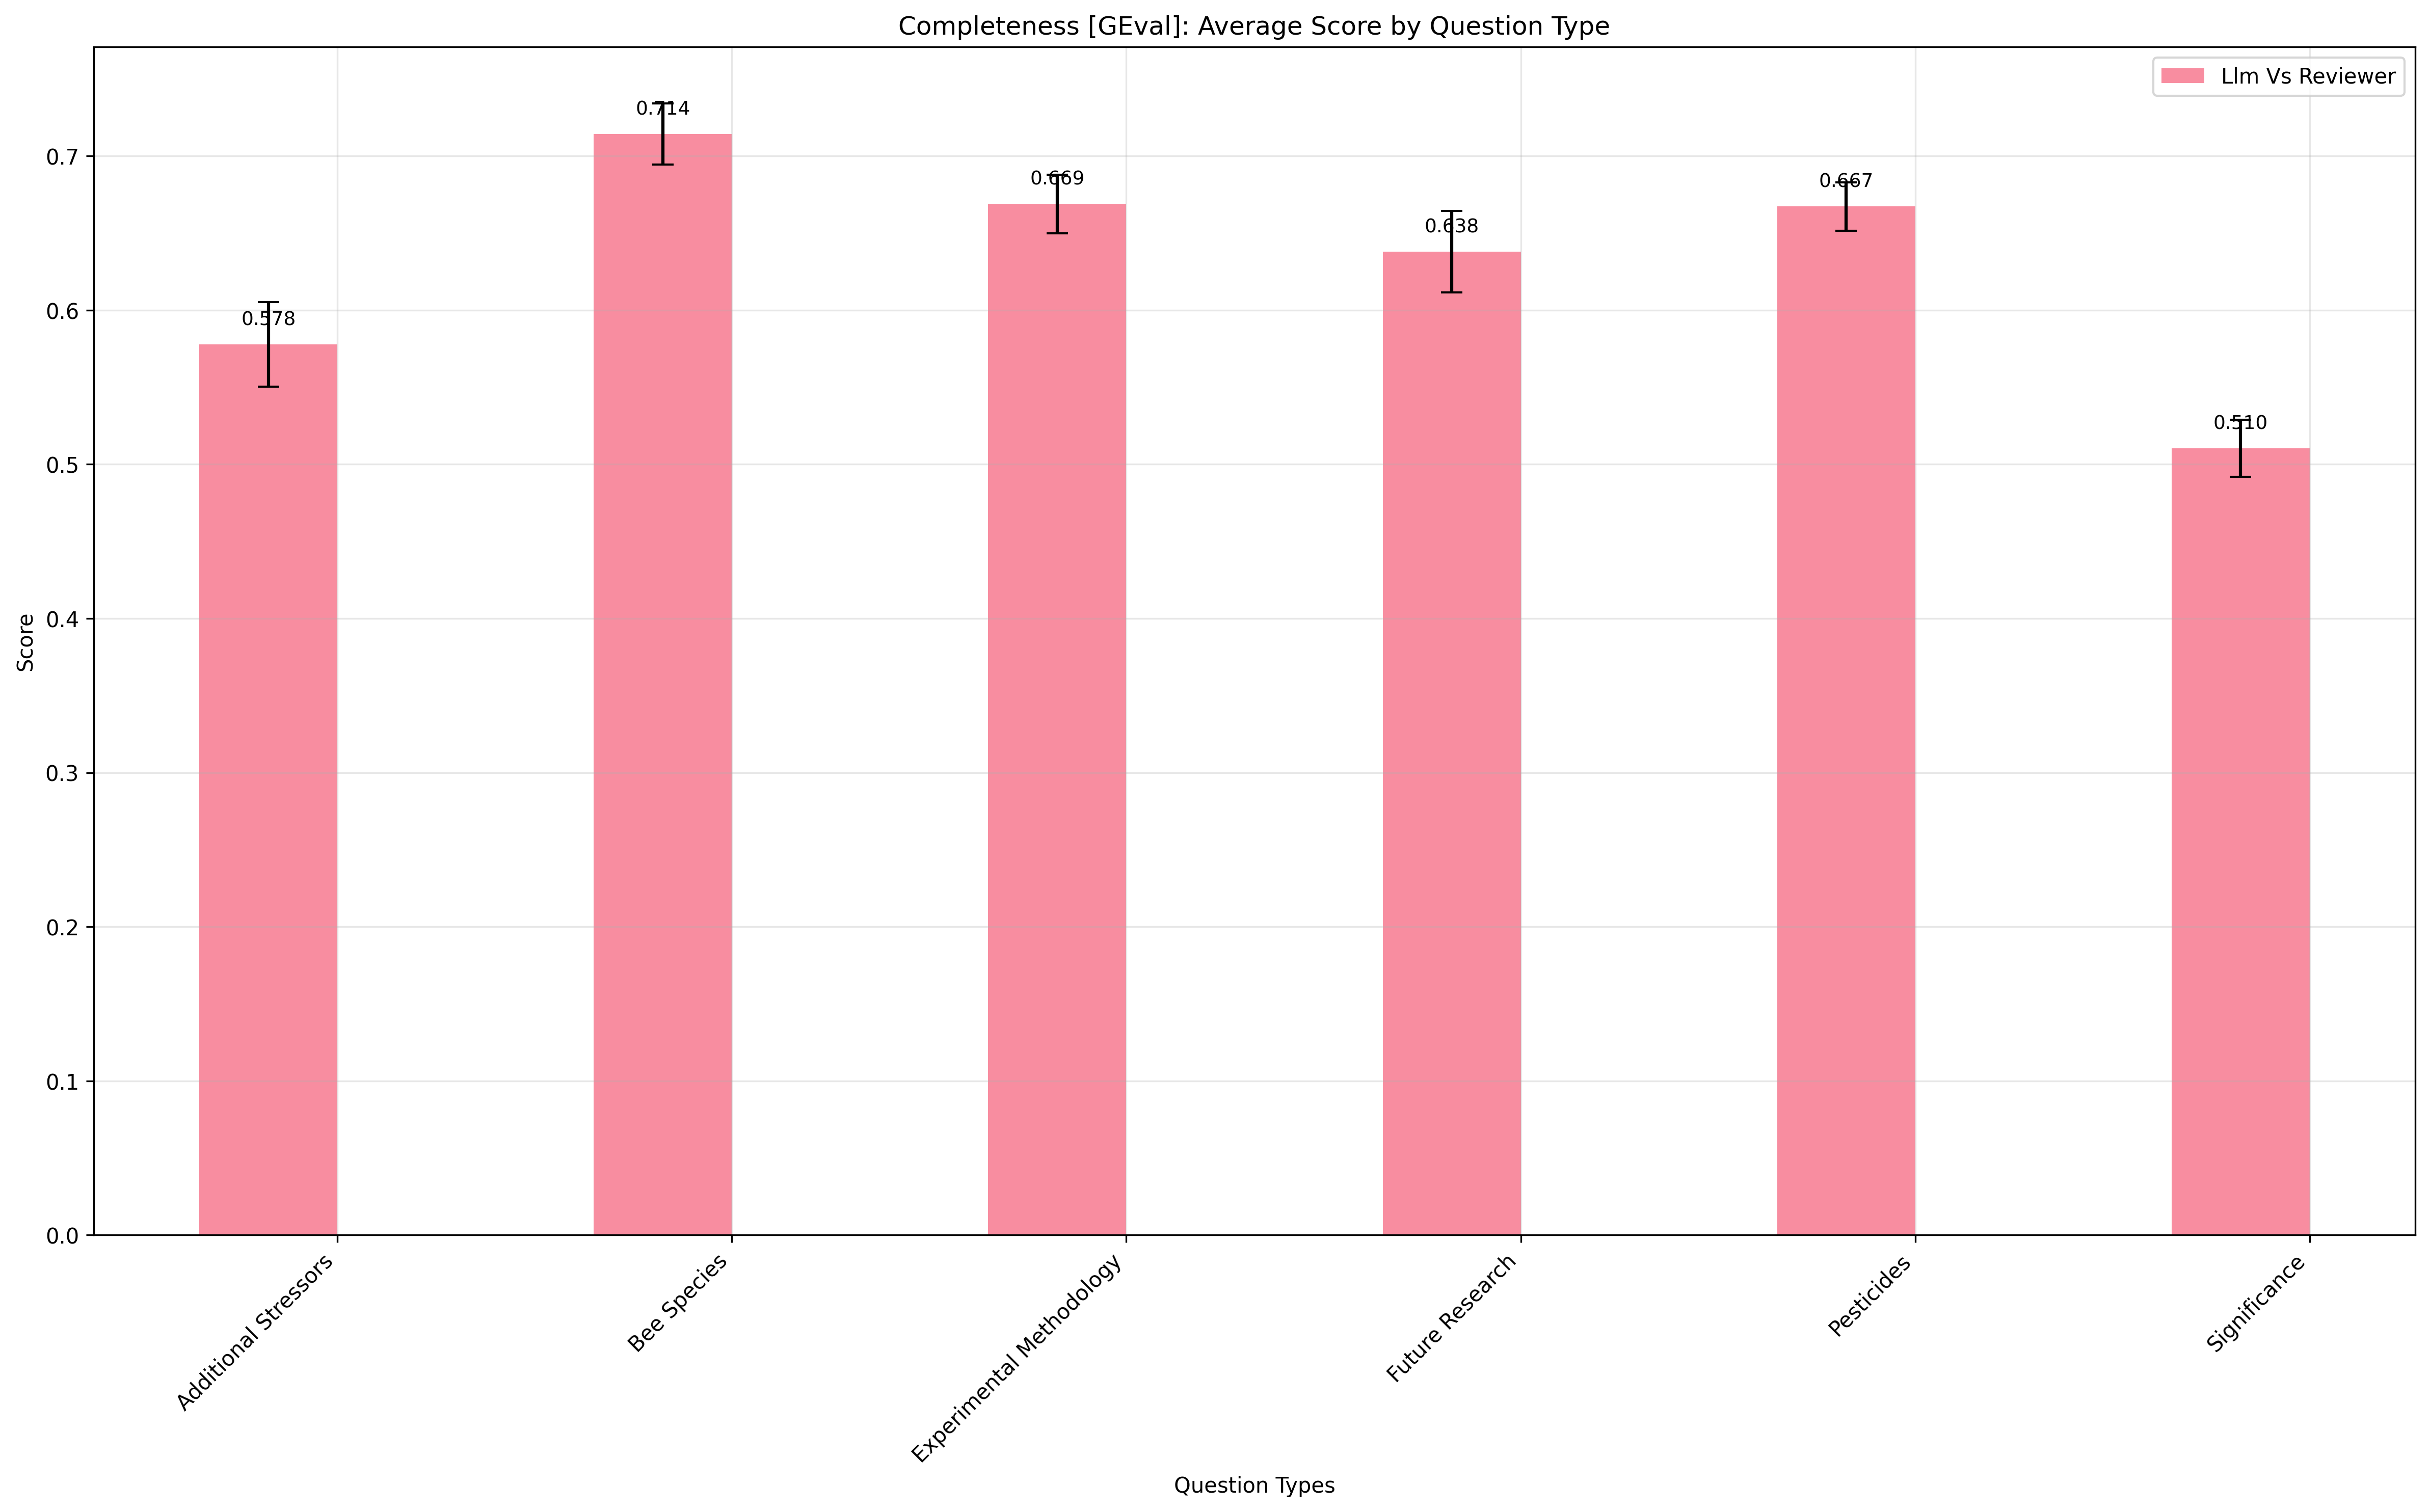 Completeness [GEval]: Average Score by Question Type
Llm Vs Reviewer
0.714
0.669
0.667
0.638
0.578
0.510
0.7
0.6
0.5
0.4
0.3
0.2
0.1
0.0
Score
Additional Stressors
Bee Species
Experimental Methodology
Future Research
Pesticides
Significance
Question Types